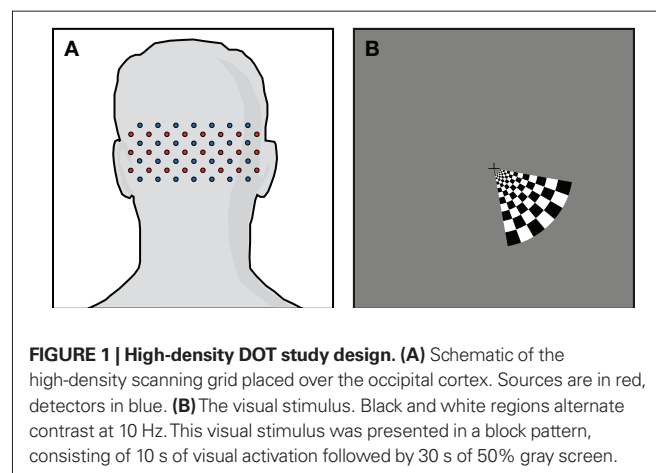 A
B
FIGURE 1 | High-density DOT study design. (A) Schematic of the
high-density scanning grid placed over the occipital cortex. Sources are in red,
detectors in blue. (B) The visual stimulus. Black and white regions alternate
contrast at 10 Hz. This visual stimulus was presented in a block pattern,
consisting of 10 s of visual activation followed by 30 s of 50% gray screen.